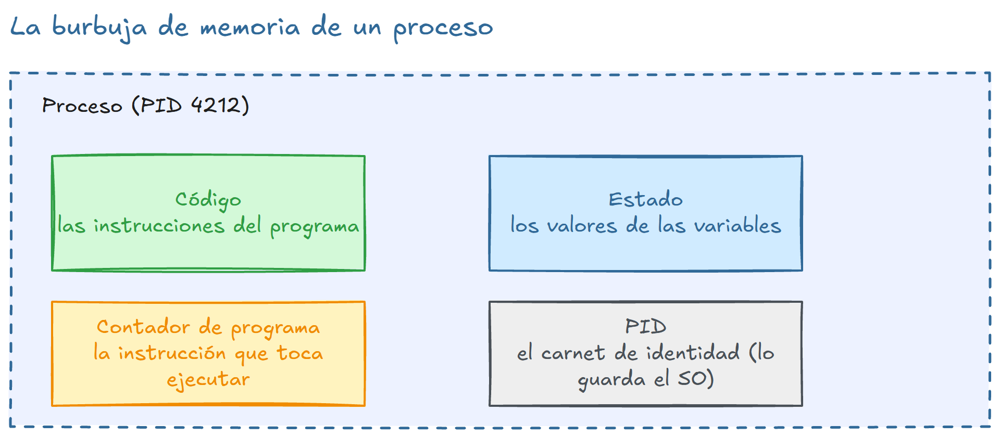 La burbuja de memoria de un proceso
Proceso (PID 4212)
Código
las instrucciones del programa
Estado
los valores de las variables
Contador de programa
la instrucción que toca
ejecutar
PID
el carnet de identidad (lo
guarda el SO)